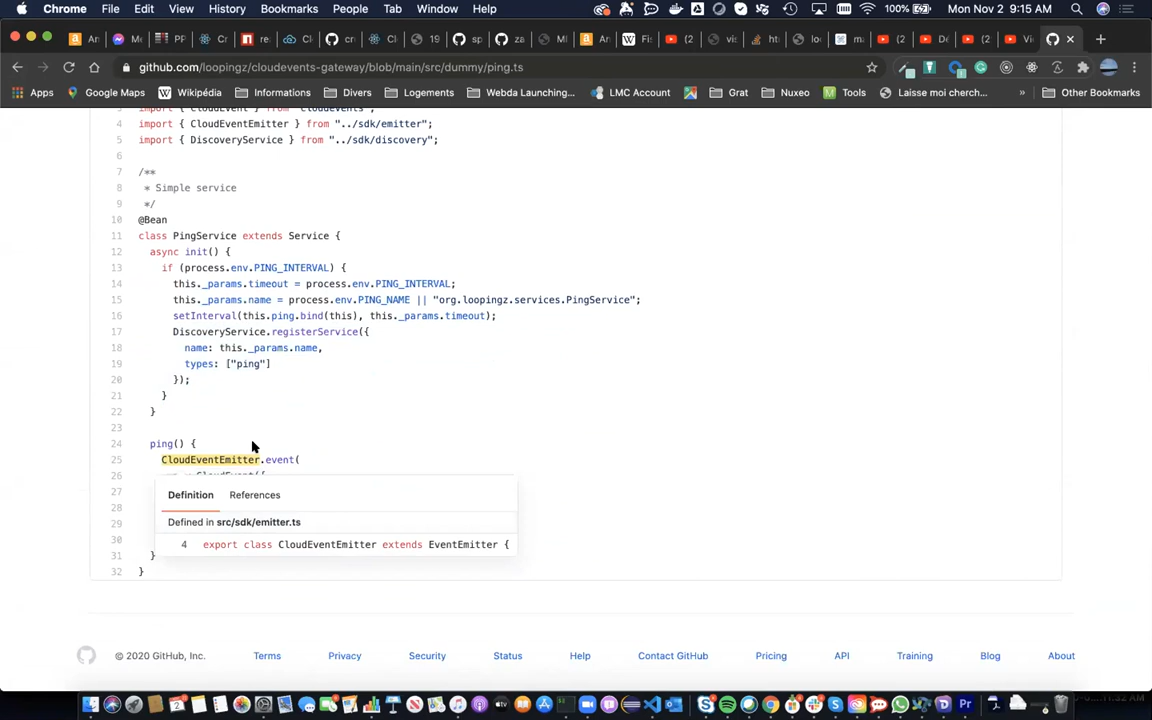 Chrome File Edit View History Bookmarks People Tab Window Help 100% Mon Nov 2 9:15 AM
github.com/loopingz/cloudevents-gateway/blob/main/src/dummy/ping.ts
Apps Google Maps Wikipédia Informations Divers Logements Webda Launching... LMC Account Grat Nuxeo Tools Laisse moi cherch... » Other Bookmarks
4 import { CloudEventEmitter } from "../sdk/emitter";
5 import { DiscoveryService } from "../sdk/discovery";
6
7 /**
8 * Simple service
9 */
10 @Bean
11 class PingService extends Service {
12 async init() {
13 if (process.env.PING_INTERVAL) {
14 this._params.timeout = process.env.PING_INTERVAL;
15 this._params.name = process.env.PING_NAME || "org.loopingz.services.PingService";
16 setInterval(this.ping.bind(this), this._params.timeout);
17 DiscoveryService.registerService({
18 name: this._params.name,
19 types: ["ping"]
20 });
21 }
22 }
23
24 ping() {
25 CloudEventEmitter.event(
26
27
Definition References
28
29 Defined in src/sdk/emitter.ts
30
4 export class CloudEventEmitter extends EventEmitter {
31 }
32 }
© 2020 GitHub, Inc. Terms Privacy Security Status Help Contact GitHub Pricing API Training Blog About